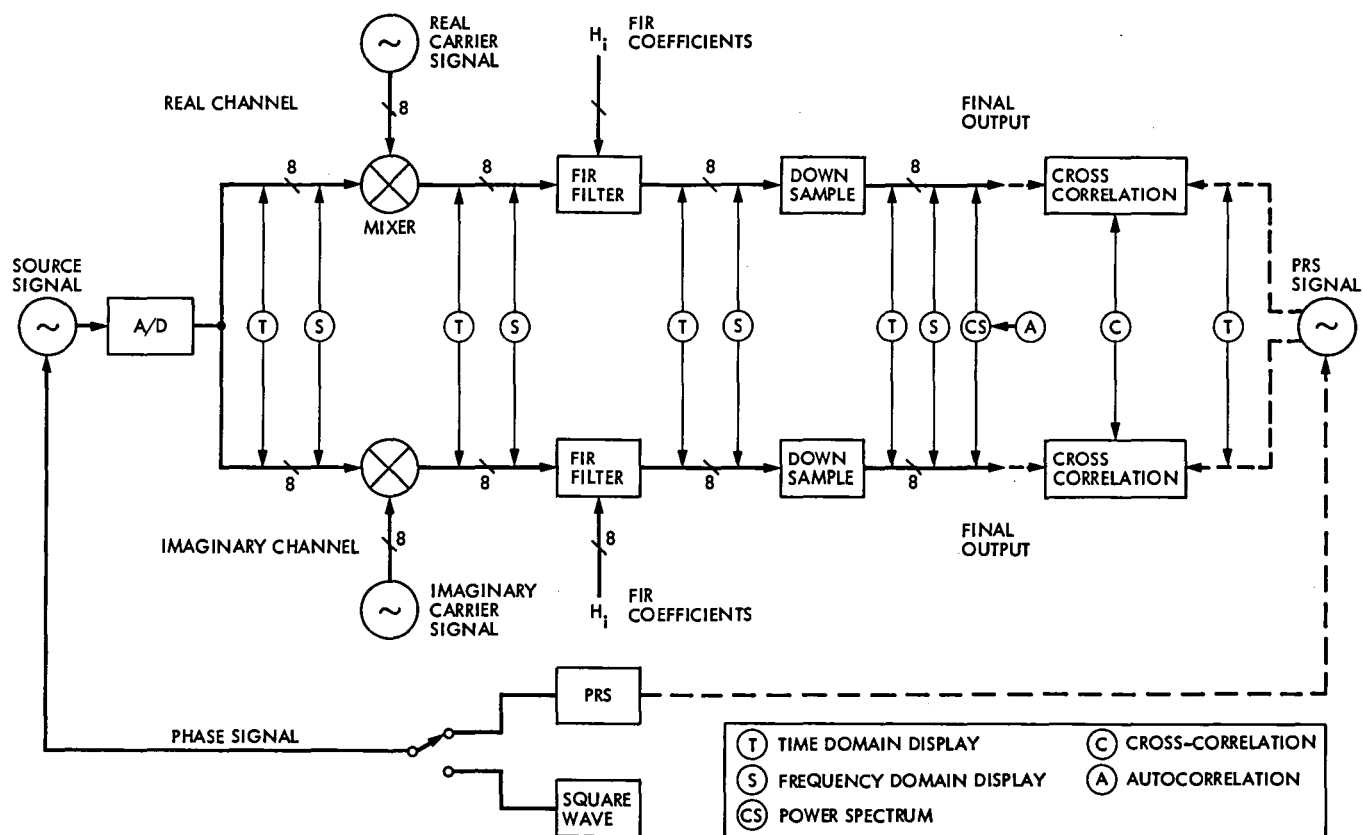 REAL
CARRIER
SIGNAL
~
Hi
FIR
COEFFICIENTS
8
REAL CHANNEL
FINAL
OUTPUT
8
8
8
8
MIXER
FIR
FILTER
DOWN
SAMPLE
CROSS
CORRELATION
SOURCE
SIGNAL
~
A/D
T
S
T
S
T
S
T
S
CS
A
C
T
PRS
SIGNAL
~
FIR
FILTER
DOWN
SAMPLE
CROSS
CORRELATION
8
8
8
8
IMAGINARY CHANNEL
8
8
FINAL
OUTPUT
~
IMAGINARY
CARRIER
SIGNAL
Hi
FIR
COEFFICIENTS
PRS
PHASE SIGNAL
SQUARE
WAVE
T TIME DOMAIN DISPLAY
S FREQUENCY DOMAIN DISPLAY
CS POWER SPECTRUM
C CROSS-CORRELATION
A AUTOCORRELATION